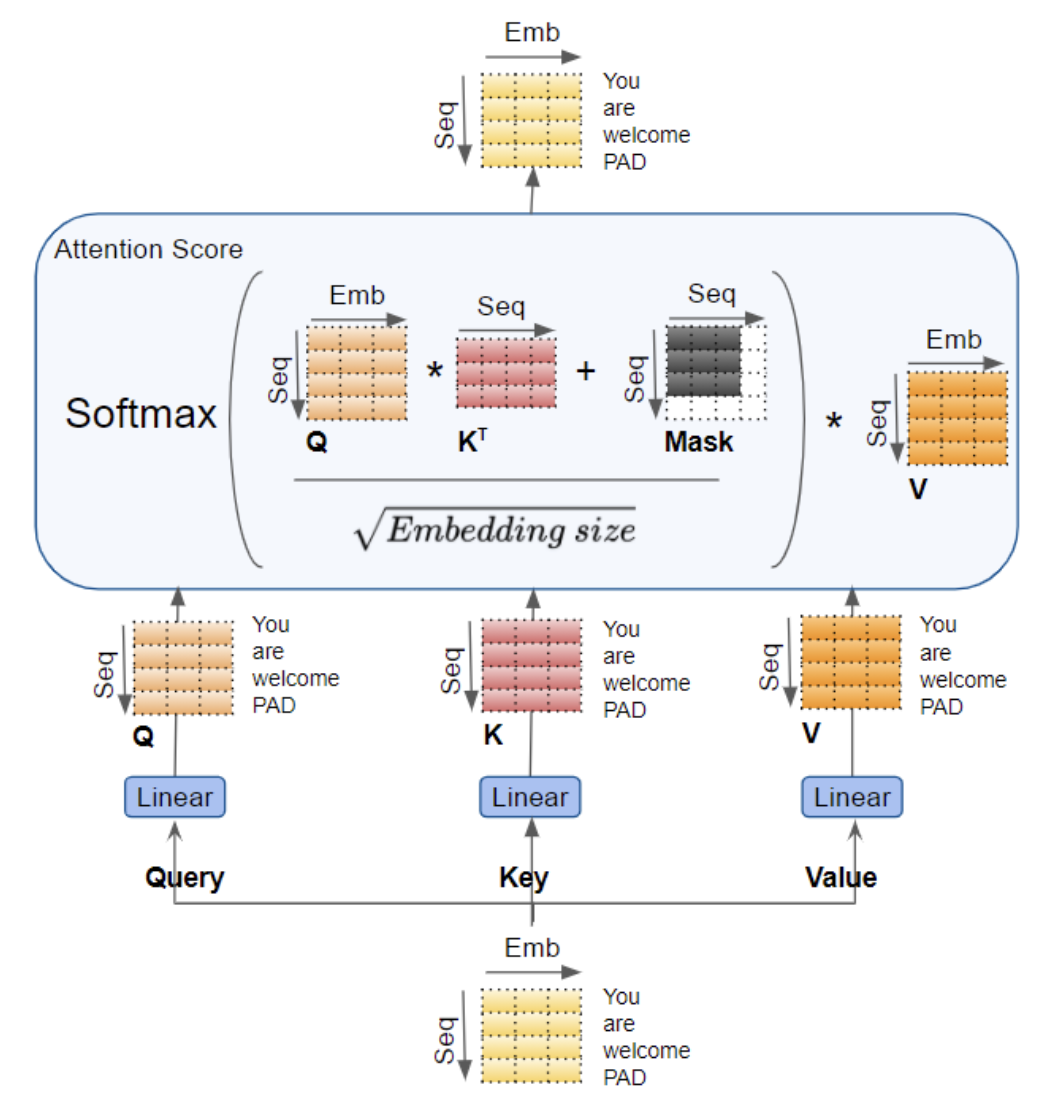 Emb
Seq
You
are
welcome
PAD
Attention Score
Softmax
Emb
Seq
Q
*
Seq
Kᵀ
+
Seq
Seq
Mask
√Embedding size
*
Emb
Seq
V
Seq
Q
You
are
welcome
PAD
Seq
K
You
are
welcome
PAD
Seq
V
You
are
welcome
PAD
Linear
Linear
Linear
Query
Key
Value
Emb
Seq
You
are
welcome
PAD